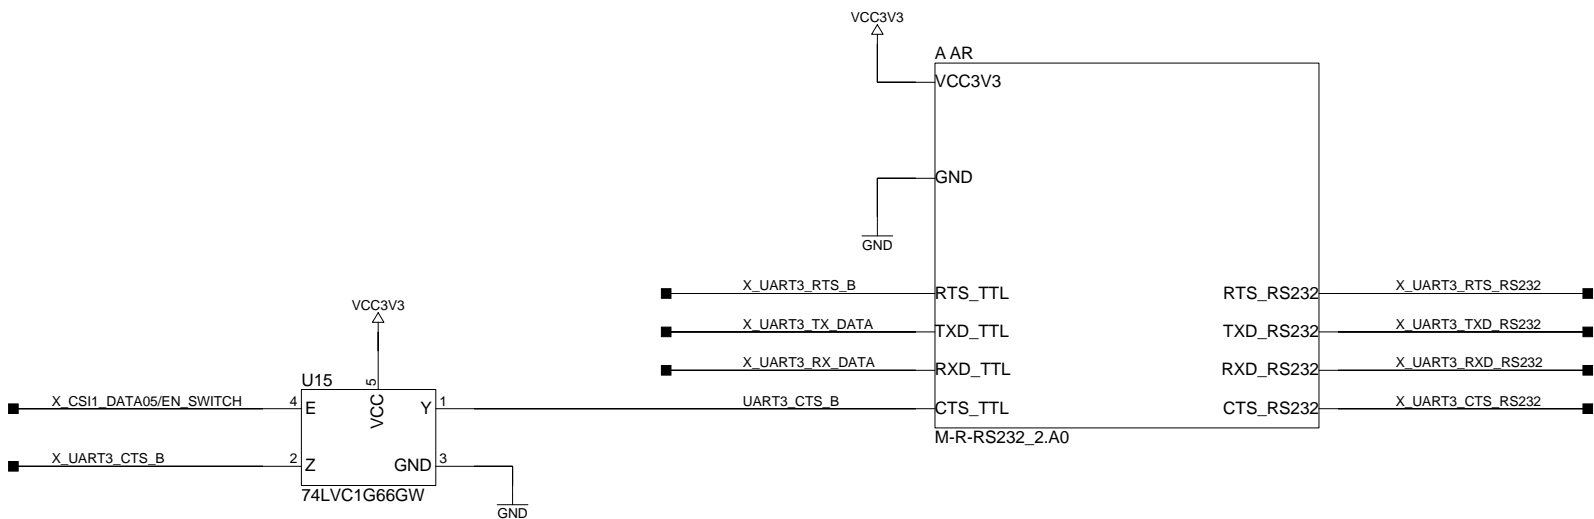 VCC3V3
A AR
VCC3V3
GND
GND
X_UART3_RTS_B
RTS_TTL
RTS_RS232
X_UART3_RTS_RS232
VCC3V3
X_UART3_TX_DATA
TXD_TTL
TXD_RS232
X_UART3_TXD_RS232
X_UART3_RX_DATA
RXD_TTL
RXD_RS232
X_UART3_RXD_RS232
U15
5
VCC
X_CSI1_DATA05/EN_SWITCH
4
E
Y
1
UART3_CTS_B
CTS_TTL
CTS_RS232
X_UART3_CTS_RS232
M-R-RS232_2.A0
X_UART3_CTS_B
2
Z
GND
3
74LVC1G66GW
GND